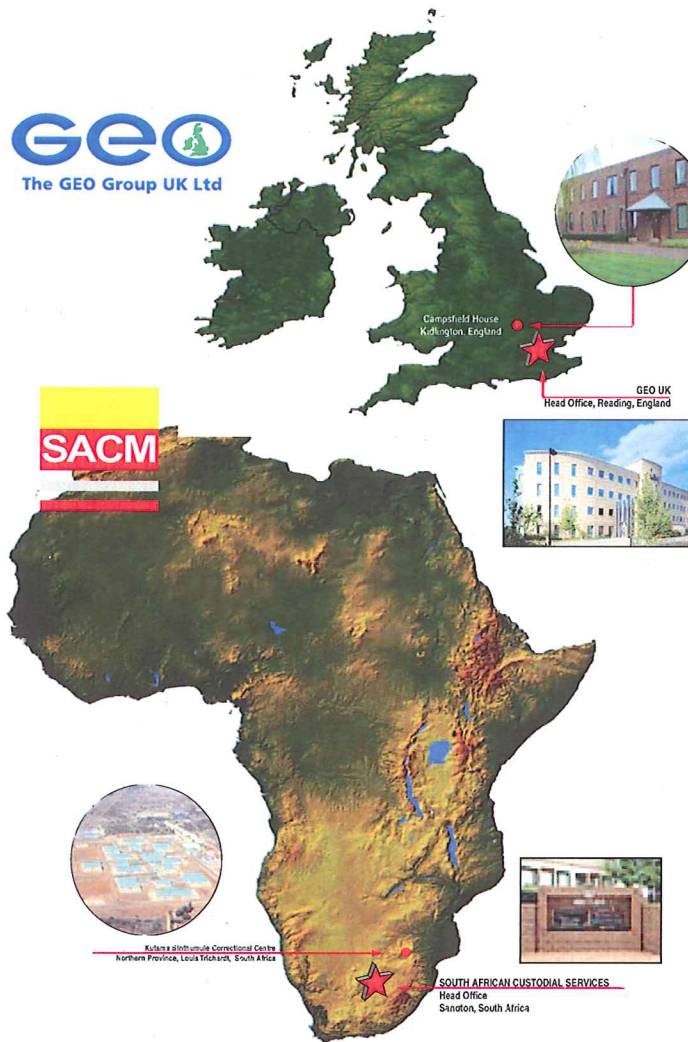 GEO
The GEO Group UK Ltd
Campsfield House
Kidlington, England
GEO UK
Head Office, Reading, England
SACM
Kutama Sinthumule Correctional Centre
Northern Province, Louis Trichardt, South Africa
SOUTH AFRICAN CUSTODIAL SERVICES
Head Office
Sanoton, South Africa